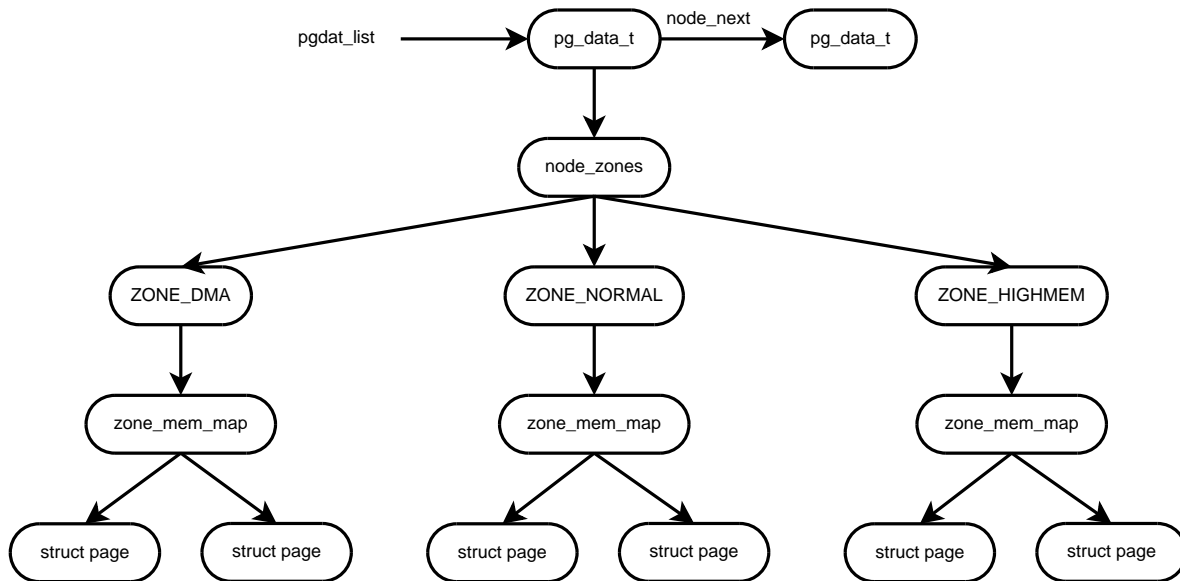 node_next
pgdat_list
pg_data_t
pg_data_t
node_zones
ZONE_DMA
ZONE_NORMAL
ZONE_HIGHMEM
zone_mem_map
zone_mem_map
zone_mem_map
struct page
struct page
struct page
struct page
struct page
struct page